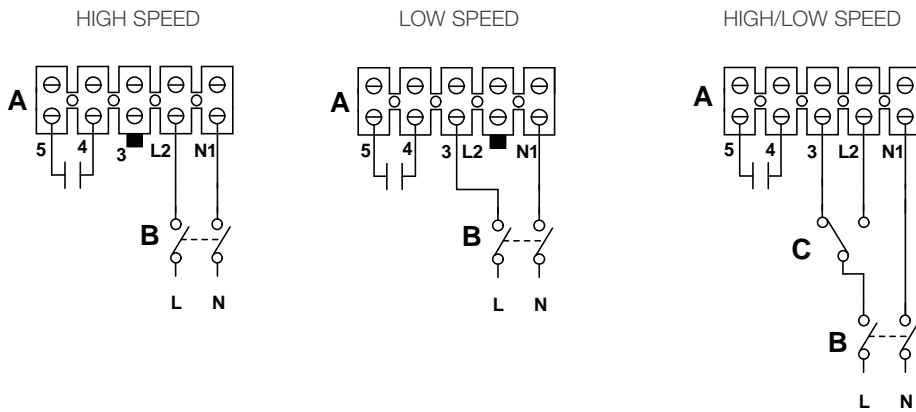 HIGH SPEED
A
5 4 3 L2 N1
B
L N
LOW SPEED
A
5 4 3 L2 N1
B
L N
HIGH/LOW SPEED
A
5 4 3 L2 N1
C
B
L N